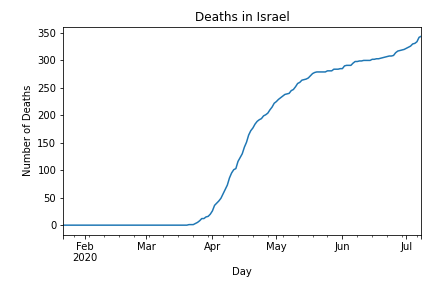 Deaths in Israel
Number of Deaths
350
300
250
200
150
100
50
0
Feb
2020
Mar
Apr
May
Jun
Jul
Day